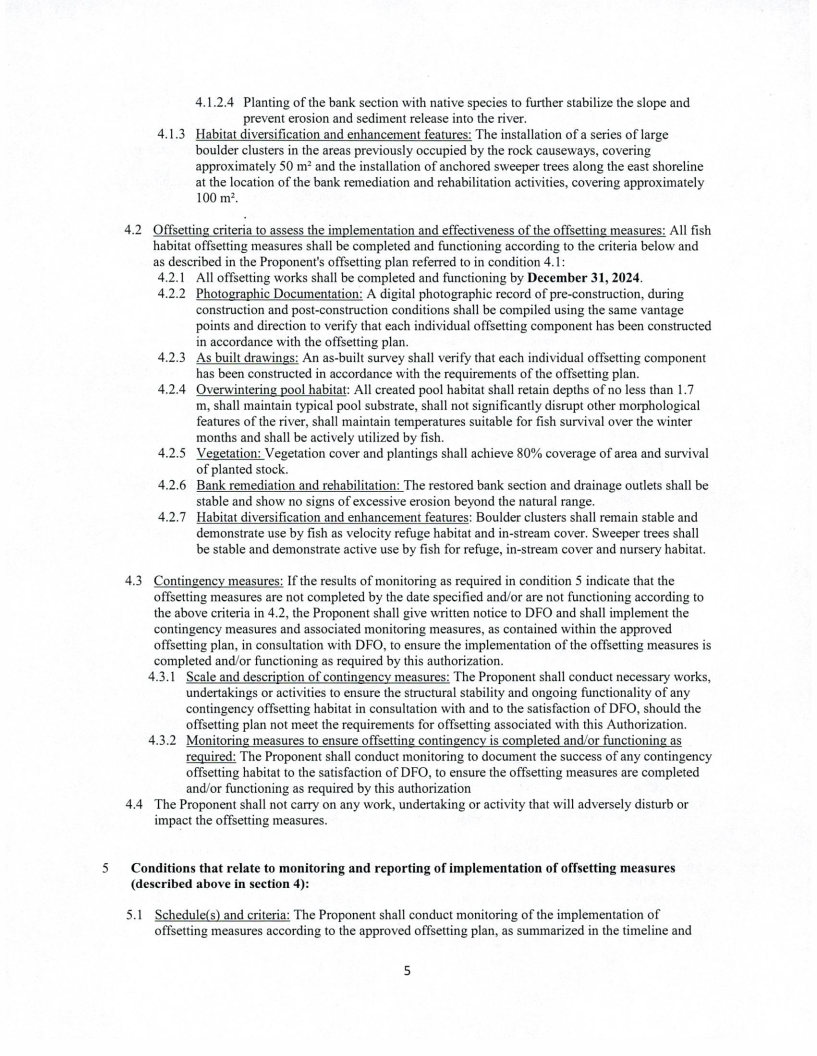 4.1.2.4 Planting of the bank section with native species to further stabilize the slope and
prevent erosion and sediment release into the river.
4.1.3 Habitat diversification and enhancement features: The installation of a series of large
boulder clusters in the areas previously occupied by the rock causeways, covering
approximately 50 m² and the installation of anchored sweeper trees along the east shoreline
at the location of the bank remediation and rehabilitation activities, covering approximately
100 m².
4.2 Offsetting criteria to assess the implementation and effectiveness of the offsetting measures: All fish
habitat offsetting measures shall be completed and functioning according to the criteria below and
as described in the Proponent's offsetting plan referred to in condition 4.1:
4.2.1 All offsetting works shall be completed and functioning by December 31, 2024.
4.2.2 Photographic Documentation: A digital photographic record of pre-construction, during
construction and post-construction conditions shall be compiled using the same vantage
points and direction to verify that each individual offsetting component has been constructed
in accordance with the offsetting plan.
4.2.3 As built drawings: An as-built survey shall verify that each individual offsetting component
has been constructed in accordance with the requirements of the offsetting plan.
4.2.4 Overwintering pool habitat: All created pool habitat shall retain depths of no less than 1.7
m, shall maintain typical pool substrate, shall not significantly disrupt other morphological
features of the river, shall maintain temperatures suitable for fish survival over the winter
months and shall be actively utilized by fish.
4.2.5 Vegetation: Vegetation cover and plantings shall achieve 80% coverage of area and survival
of planted stock.
4.2.6 Bank remediation and rehabilitation: The restored bank section and drainage outlets shall be
stable and show no signs of excessive erosion beyond the natural range.
4.2.7 Habitat diversification and enhancement features: Boulder clusters shall remain stable and
demonstrate use by fish as velocity refuge habitat and in-stream cover. Sweeper trees shall
be stable and demonstrate active use by fish for refuge, in-stream cover and nursery habitat.
4.3 Contingency measures: If the results of monitoring as required in condition 5 indicate that the
offsetting measures are not completed by the date specified and/or are not functioning according to
the above criteria in 4.2, the Proponent shall give written notice to DFO and shall implement the
contingency measures and associated monitoring measures, as contained within the approved
offsetting plan, in consultation with DFO, to ensure the implementation of the offsetting measures is
completed and/or functioning as required by this authorization.
4.3.1 Scale and description of contingency measures: The Proponent shall conduct necessary works,
undertakings or activities to ensure the structural stability and ongoing functionality of any
contingency offsetting habitat in consultation with and to the satisfaction of DFO, should the
offsetting plan not meet the requirements for offsetting associated with this Authorization.
4.3.2 Monitoring measures to ensure offsetting contingency is completed and/or functioning as
required: The Proponent shall conduct monitoring to document the success of any contingency
offsetting habitat to the satisfaction of DFO, to ensure the offsetting measures are completed
and/or functioning as required by this authorization
4.4 The Proponent shall not carry on any work, undertaking or activity that will adversely disturb or
impact the offsetting measures.
5 Conditions that relate to monitoring and reporting of implementation of offsetting measures
(described above in section 4):
5.1 Schedule(s) and criteria: The Proponent shall conduct monitoring of the implementation of
offsetting measures according to the approved offsetting plan, as summarized in the timeline and
5